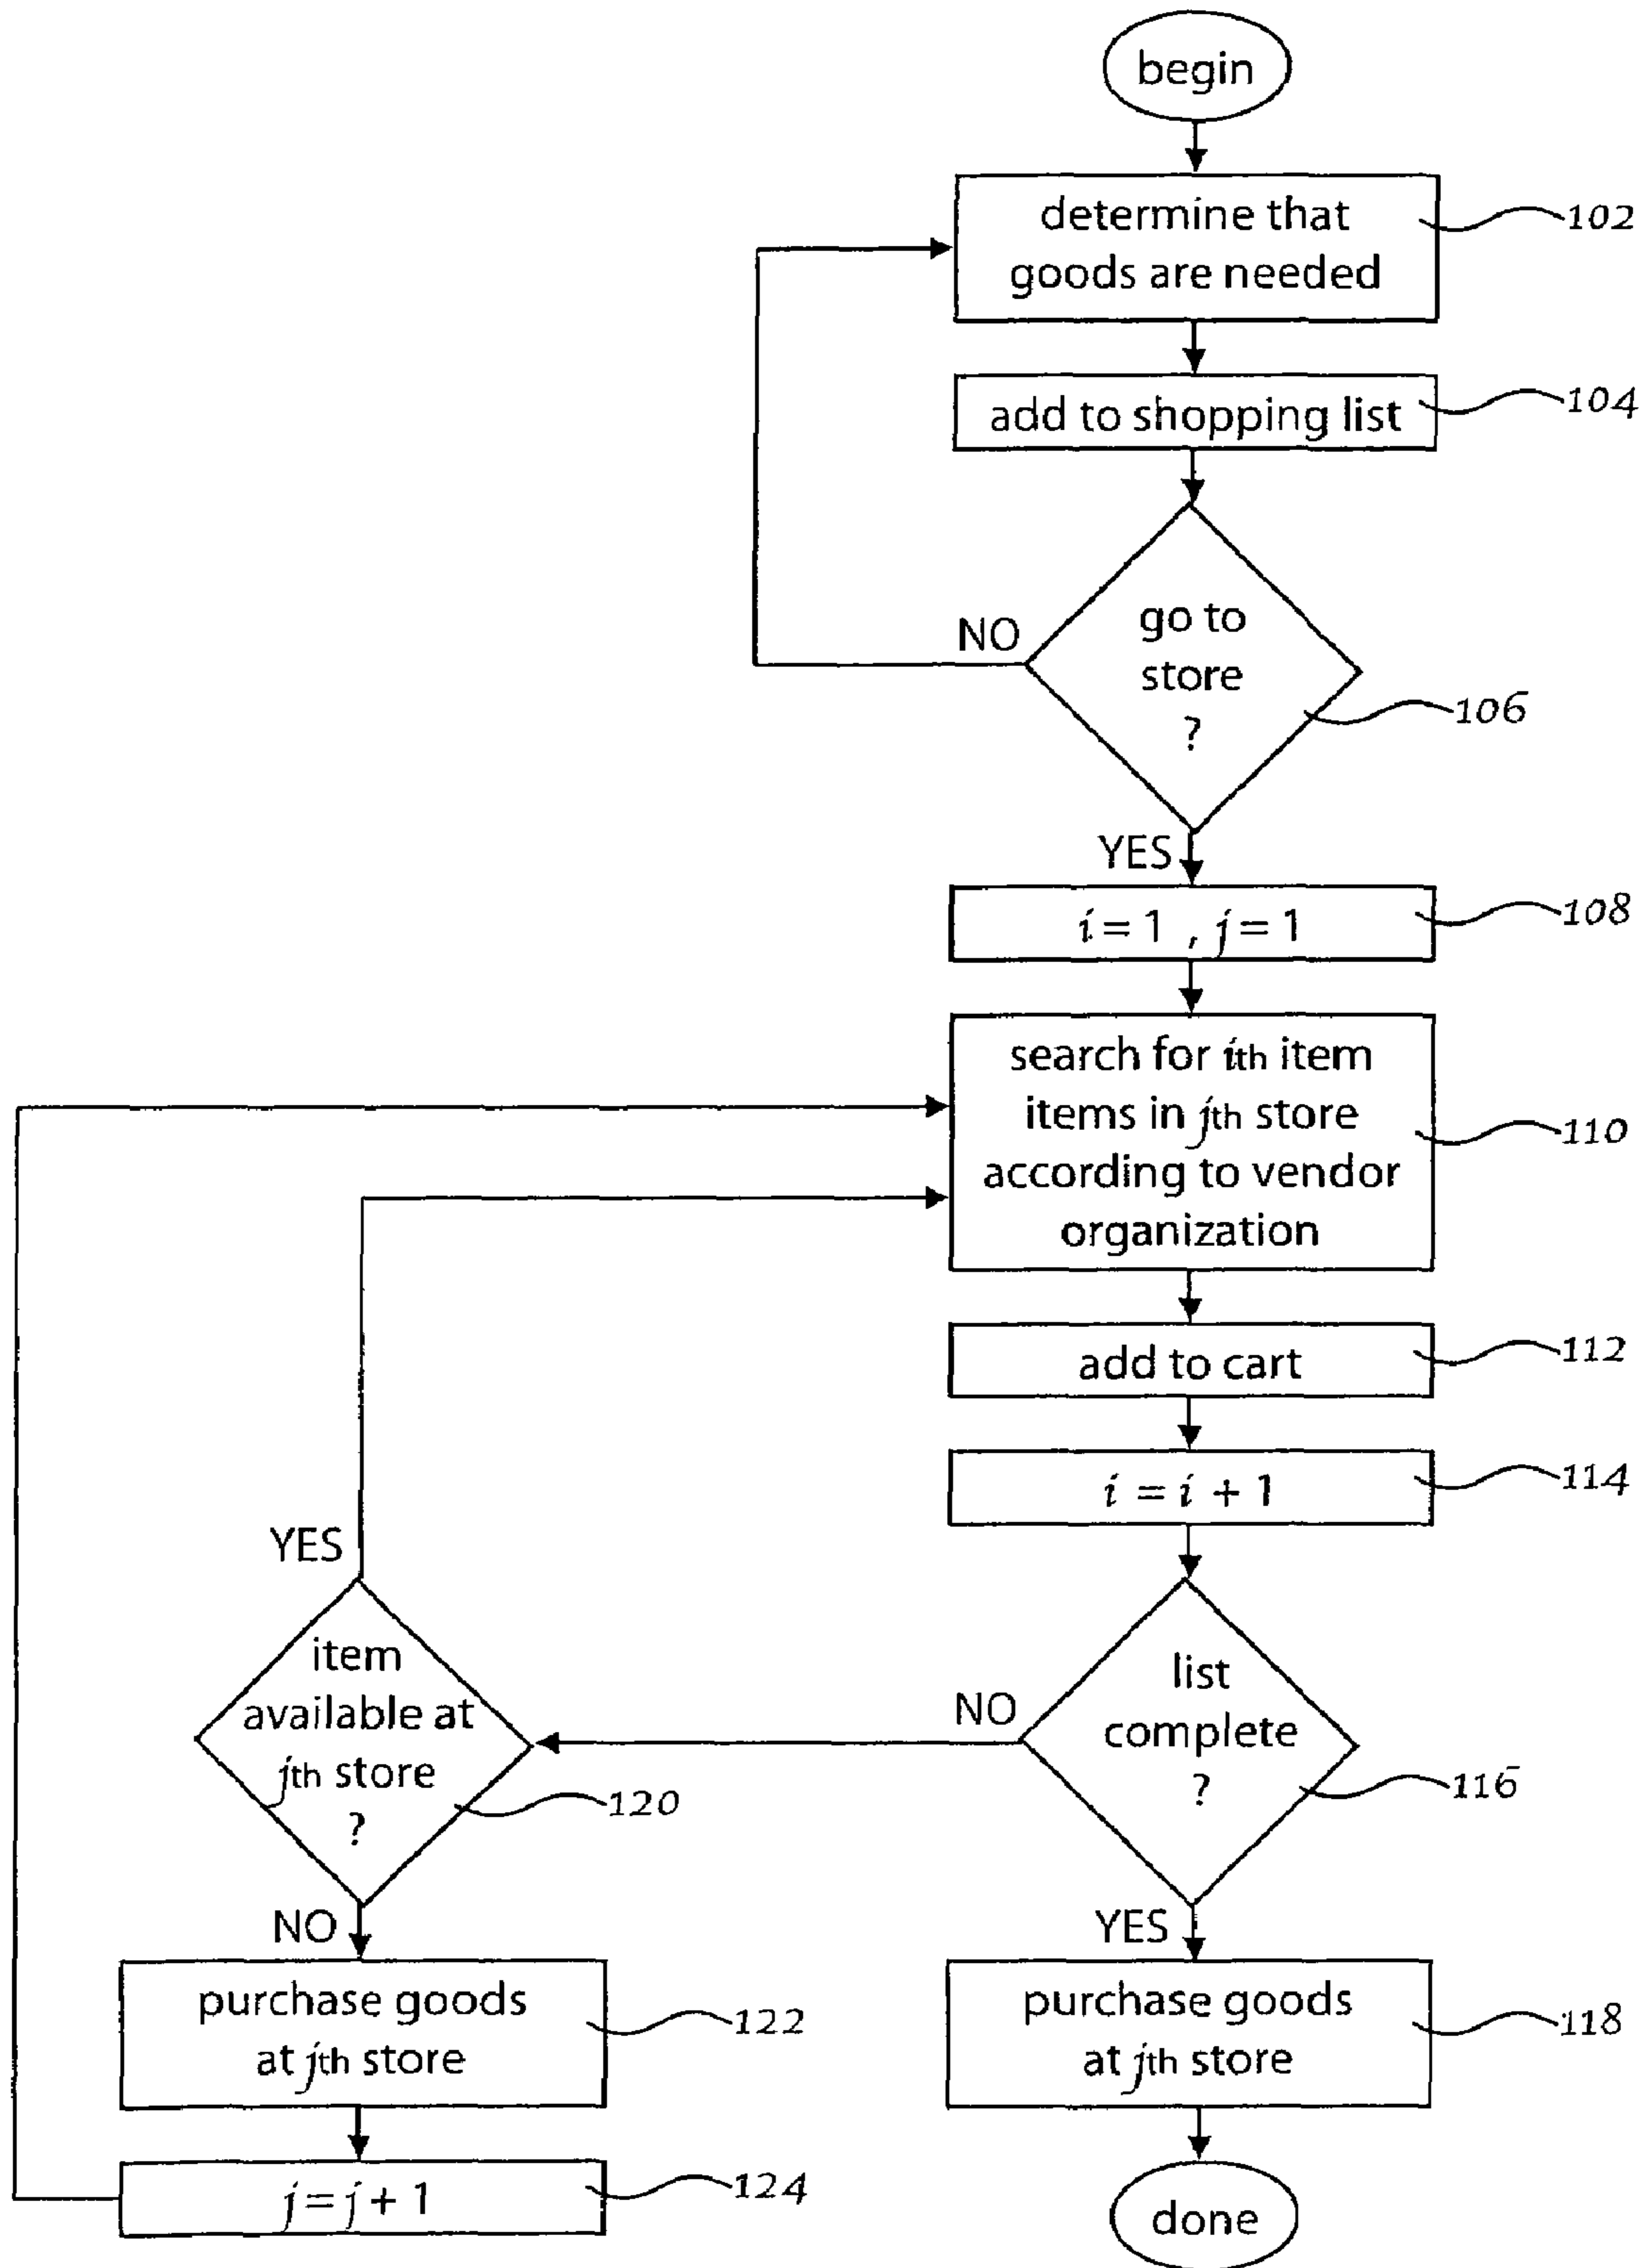 begin
determine that
goods are needed
102
add to shopping list
104
go to
store
?
NO
106
YES
i = 1 , j = 1
108
search for ith item
items in jth store
according to vendor
organization
110
add to cart
112
i = i + 1
114
list
complete
?
NO
116
YES
item
available at
jth store
?
YES
120
NO
purchase goods
at jth store
122
purchase goods
at jth store
118
j = j + 1
124
done